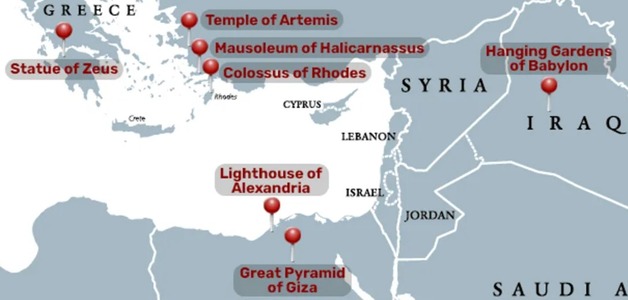 GREECE
Temple of Artemis
Mausoleum of Halicarnassus
Statue of Zeus
Colossus of Rhodes
Hanging Gardens
of Babylon
Rhodes
SYRIA
CYPRUS
Crete
IRAQ
LEBANON
Lighthouse of
Alexandria
ISRAEL
JORDAN
Great Pyramid
of Giza
SAUDI A